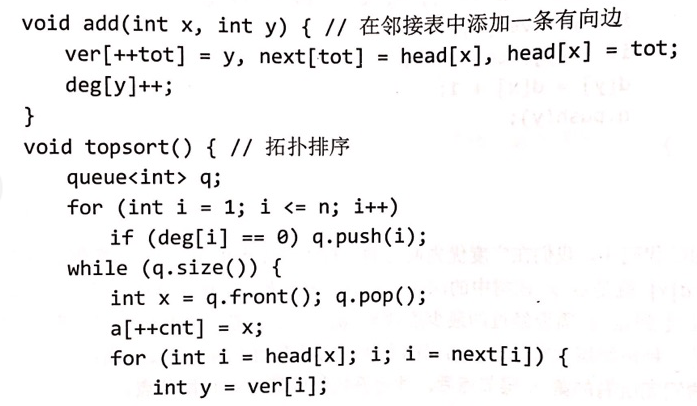 void add(int x, int y) { // 在邻接表中添加一条有向边
ver[++tot] = y, next[tot] = head[x], head[x] = tot;
deg[y]++;
}
void topsort() { // 拓扑排序
queue<int> q;
for (int i = 1; i <= n; i++)
if (deg[i] == 0) q.push(i);
while (q.size()) {
int x = q.front(); q.pop();
a[++cnt] = x;
for (int i = head[x]; i; i = next[i]) {
int y = ver[i];